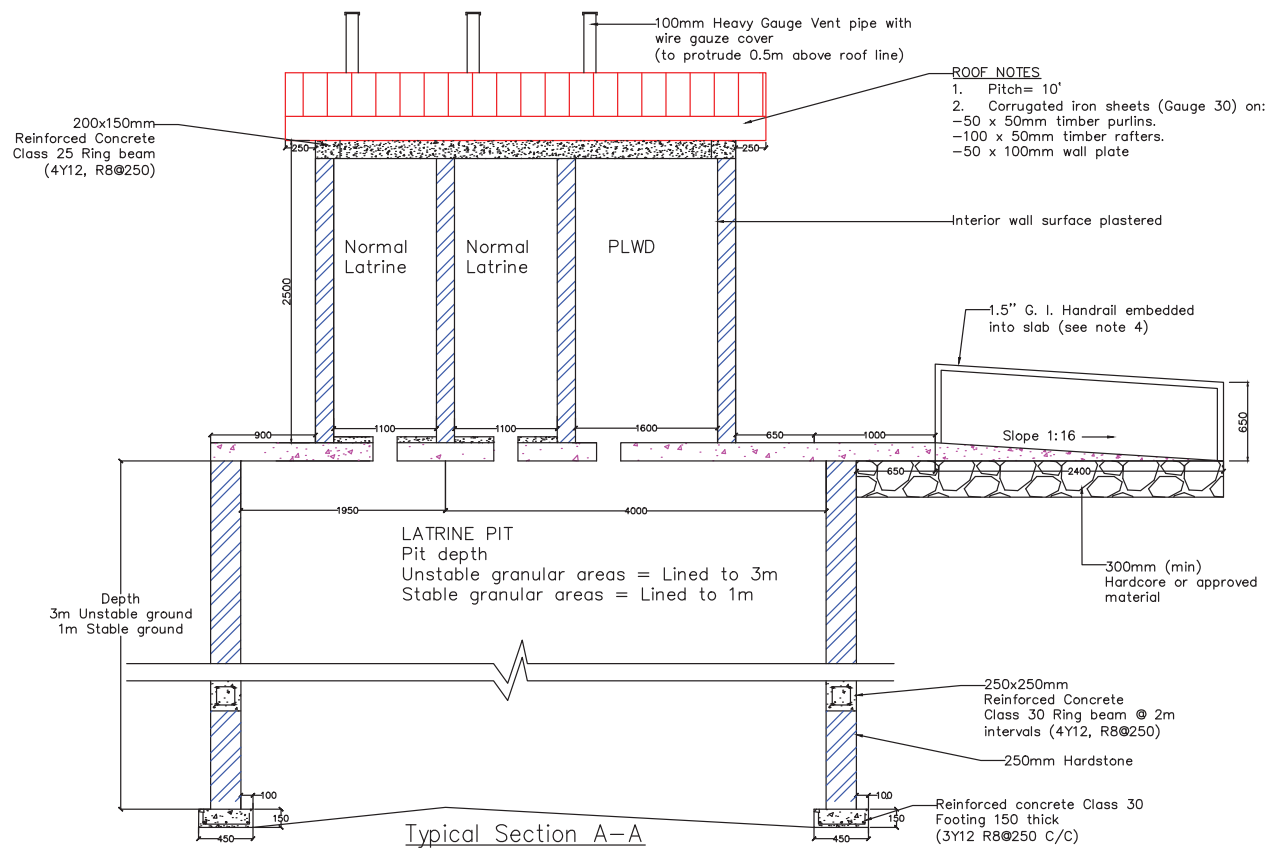 100mm Heavy Gauge Vent pipe with
wire gauze cover
(to protrude 0.5m above roof line)
ROOF NOTES
1. Pitch= 10'
2. Corrugated iron sheets (Gauge 30) on:
-50 x 50mm timber purlins.
-100 x 50mm timber rafters.
-50 x 100mm wall plate
200x150mm
Reinforced Concrete
Class 25 Ring beam
(4Y12, R8@250)
250
250
Interior wall surface plastered
Normal
Latrine
Normal
Latrine
PLWD
2500
1.5" G. I. Handrail embedded
into slab (see note 4)
650
900
1100
1100
1600
650
1000
Slope 1:16
650
2400
1950
4000
LATRINE PIT
Pit depth
Unstable granular areas = Lined to 3m
Stable granular areas = Lined to 1m
300mm (min)
Hardcore or approved
material
Depth
3m Unstable ground
1m Stable ground
250x250mm
Reinforced Concrete
Class 30 Ring beam @ 2m
intervals (4Y12, R8@250)
250mm Hardstone
100
150
450
100
150
450
Reinforced concrete Class 30
Footing 150 thick
(3Y12 R8@250 C/C)
Typical Section A-A